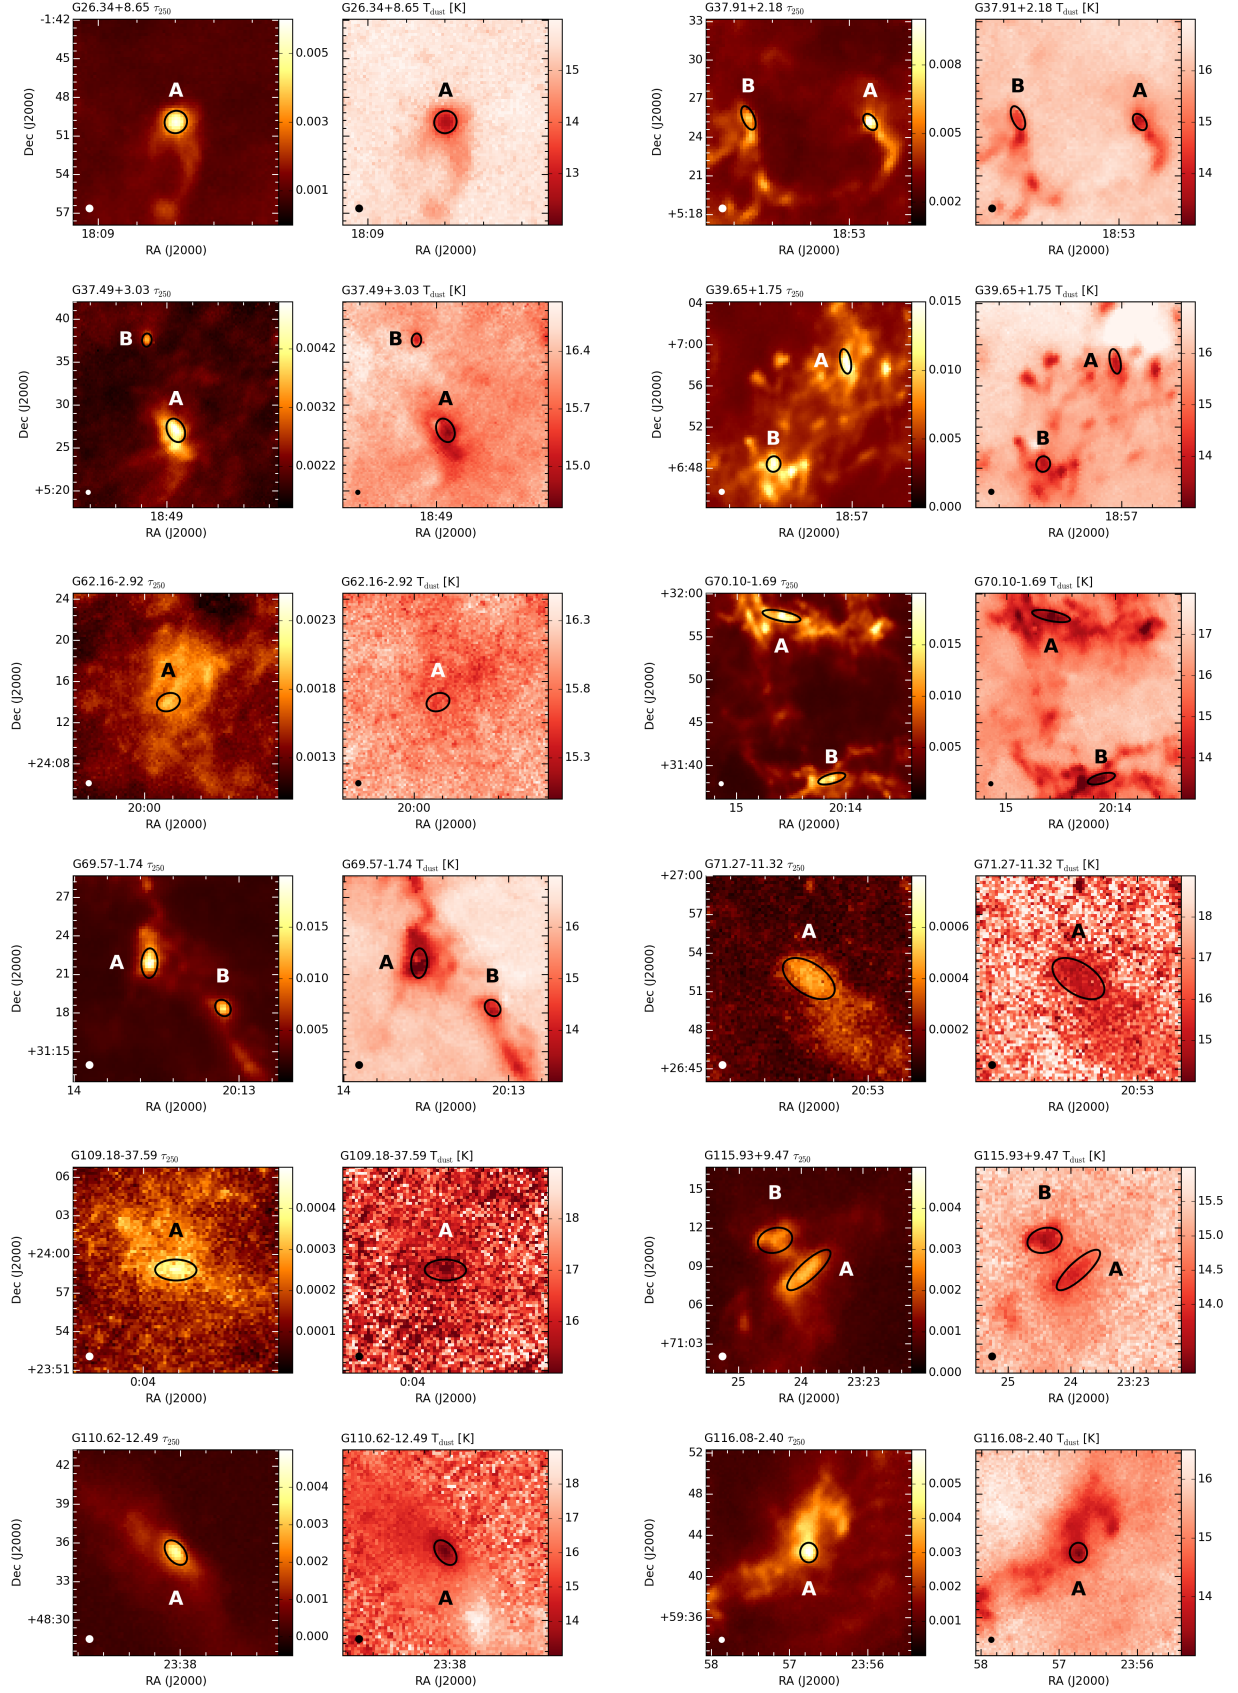 G26.34+8.65 τ250
G26.34+8.65 Tdust [K]
G37.91+2.18 τ250
G37.91+2.18 Tdust [K]
-1:42
45
48
51
54
57
Dec (J2000)
A
18:09
RA (J2000)
0.005
0.003
0.001
A
18:09
RA (J2000)
15
14
13
33
30
27
24
21
+5:18
Dec (J2000)
B
A
18:53
RA (J2000)
0.008
0.005
0.002
B
A
18:53
RA (J2000)
16
15
14
G37.49+3.03 τ250
G37.49+3.03 Tdust [K]
G39.65+1.75 τ250
G39.65+1.75 Tdust [K]
40
35
30
25
+5:20
Dec (J2000)
B
A
18:49
RA (J2000)
0.0042
0.0032
0.0022
B
A
18:49
RA (J2000)
16.4
15.7
15.0
04
+7:00
56
52
+6:48
Dec (J2000)
A
B
18:57
RA (J2000)
0.015
0.010
0.005
0.000
A
B
18:57
RA (J2000)
16
15
14
G62.16-2.92 τ250
G62.16-2.92 Tdust [K]
G70.10-1.69 τ250
G70.10-1.69 Tdust [K]
24
20
16
12
+24:08
Dec (J2000)
A
20:00
RA (J2000)
0.0023
0.0018
0.0013
A
20:00
RA (J2000)
16.3
15.8
15.3
+32:00
55
50
45
+31:40
Dec (J2000)
A
B
15
20:14
RA (J2000)
0.015
0.010
0.005
A
B
15
20:14
RA (J2000)
17
16
15
14
G69.57-1.74 τ250
G69.57-1.74 Tdust [K]
G71.27-11.32 τ250
G71.27-11.32 Tdust [K]
27
24
21
18
+31:15
Dec (J2000)
A
B
14
20:13
RA (J2000)
0.015
0.010
0.005
A
B
14
20:13
RA (J2000)
16
15
14
+27:00
57
54
51
48
+26:45
Dec (J2000)
A
20:53
RA (J2000)
0.0006
0.0004
0.0002
A
20:53
RA (J2000)
18
17
16
15
G109.18-37.59 τ250
G109.18-37.59 Tdust [K]
G115.93+9.47 τ250
G115.93+9.47 Tdust [K]
06
03
+24:00
57
54
+23:51
Dec (J2000)
A
0:04
RA (J2000)
0.0004
0.0003
0.0002
0.0001
A
0:04
RA (J2000)
18
17
16
15
12
09
06
+71:03
Dec (J2000)
B
A
25
24
23:23
RA (J2000)
0.004
0.003
0.002
0.001
0.000
B
A
25
24
23:23
RA (J2000)
15.5
15.0
14.5
14.0
G110.62-12.49 τ250
G110.62-12.49 Tdust [K]
G116.08-2.40 τ250
G116.08-2.40 Tdust [K]
42
39
36
33
+48:30
Dec (J2000)
A
23:38
RA (J2000)
0.004
0.003
0.002
0.001
0.000
A
23:38
RA (J2000)
18
17
16
15
14
52
48
44
40
+59:36
Dec (J2000)
A
58
57
23:56
RA (J2000)
0.005
0.004
0.003
0.002
0.001
A
58
57
23:56
RA (J2000)
16
15
14